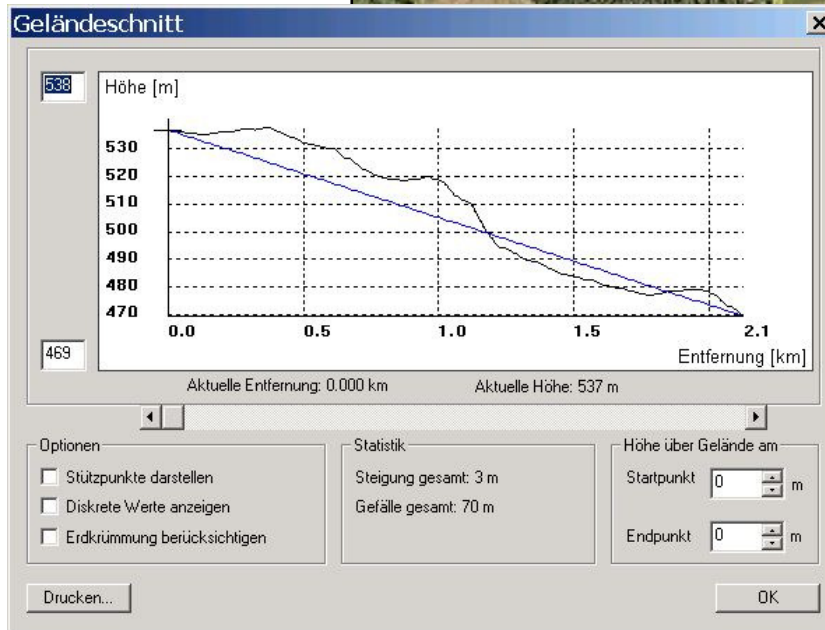 Geländeschnitt
538
Höhe [m]
530
520
510
500
490
480
470
0.0 0.5 1.0 1.5 2.1
469
Entfernung [km]
Aktuelle Entfernung: 0.000 km Aktuelle Höhe: 537 m
Optionen
Stützpunkte darstellen
Diskrete Werte anzeigen
Erdkrümmung berücksichtigen
Statistik
Steigung gesamt: 3 m
Gefälle gesamt: 70 m
Höhe über Gelände am
Startpunkt 0 m
Endpunkt 0 m
Drucken... OK